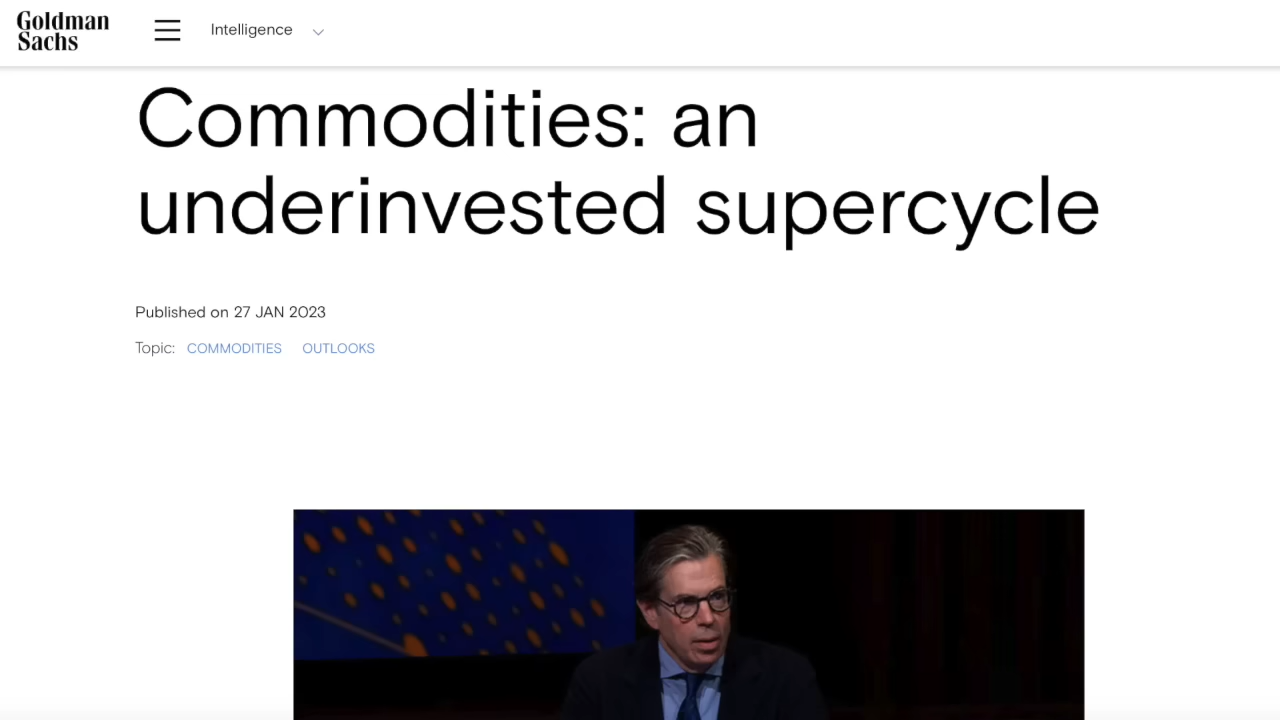 Goldman
Sachs
Intelligence
Commodities: an
underinvested supercycle
Published on 27 JAN 2023
Topic: COMMODITIES OUTLOOKS